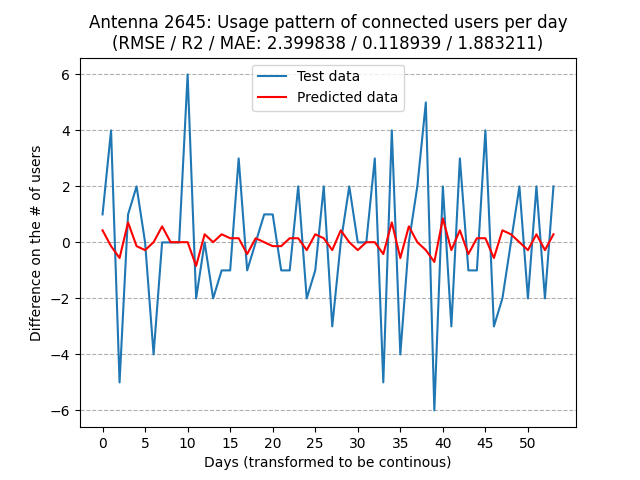 Antenna 2645: Usage pattern of connected users per day
(RMSE / R2 / MAE: 2.399838 / 0.118939 / 1.883211)
Test data
Predicted data
Difference on the # of users
6
4
2
0
−2
−4
−6
0 5 10 15 20 25 30 35 40 45 50
Days (transformed to be continous)